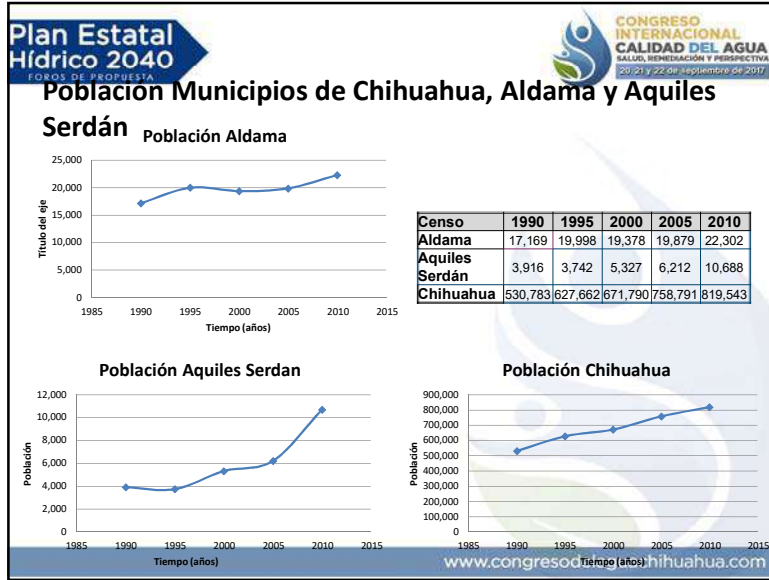 Plan Estatal
Hídrico 2040
FOROS DE PROPUESTA
CONGRESO
INTERNACIONAL
CALIDAD DEL AGUA
SALUD, REMEDIACIÓN Y PERSPECTIVA
20, 21 y 22 de septiembre de 2017
Población Municipios de Chihuahua, Aldama y Aquiles
Serdán
Población Aldama
25,000
20,000
15,000
10,000
5,000
0
Título del eje
1985 1990 1995 2000 2005 2010 2015
Tiempo (años)
Censo 1990 1995 2000 2005 2010
Aldama 17,169 19,998 19,378 19,879 22,302
Aquiles
Serdán 3,916 3,742 5,327 6,212 10,688
Chihuahua 530,783 627,662 671,790 758,791 819,543
Población Aquiles Serdan
12,000
10,000
8,000
6,000
4,000
2,000
0
Población
1985 1990 1995 2000 2005 2010 2015
Tiempo (años)
Población Chihuahua
900,000
800,000
700,000
600,000
500,000
400,000
300,000
200,000
100,000
0
Población
1985 1990 1995 2000 2005 2010 2015
Tiempo (años)